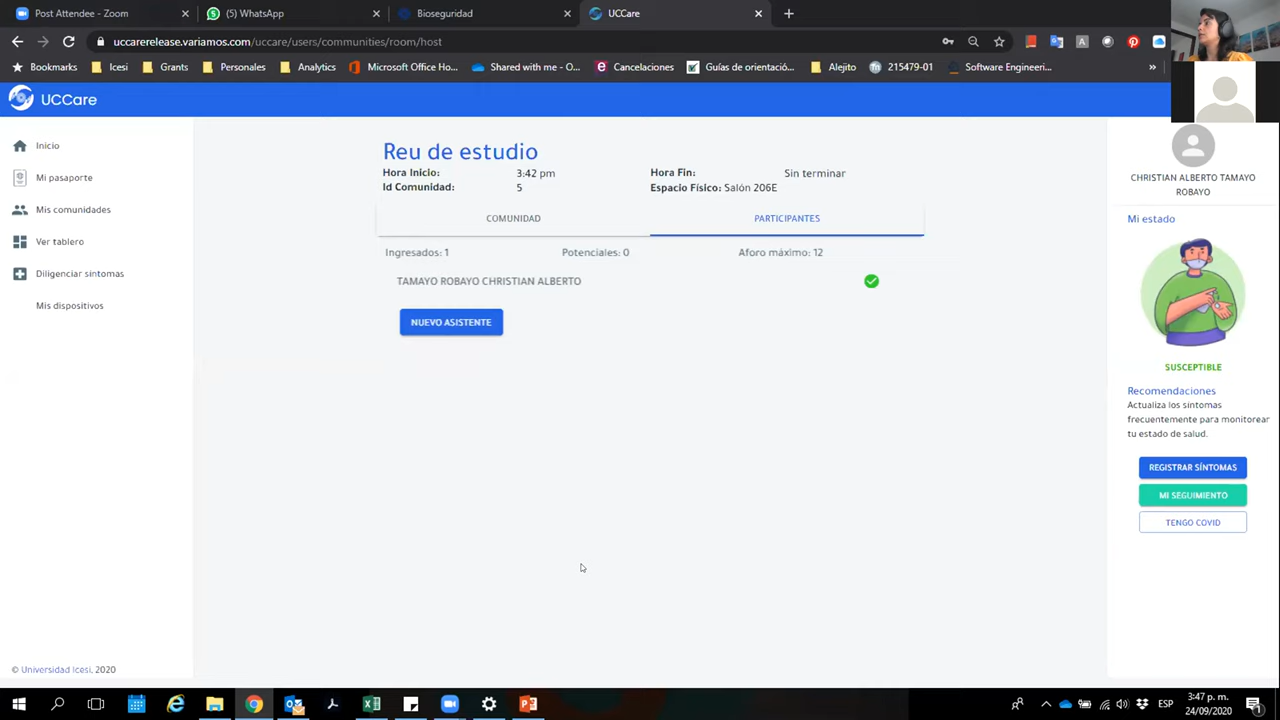 Post Attendee - Zoom
(5) WhatsApp
Bioseguridad
UCCare
uccarerelease.variamos.com/uccare/users/communities/room/host
Bookmarks
Icesi
Grants
Personales
Analytics
Microsoft Office Ho...
Shared with me - O...
Cancelaciones
Guías de orientació...
Alejito
215479-01
Software Engineeri...
»
UCCare
Inicio
Mi pasaporte
Mis comunidades
Ver tablero
Diligenciar síntomas
Mis dispositivos
© Universidad Icesi, 2020
Reu de estudio
Hora Inicio: 3:42 pm Hora Fin: Sin terminar
Id Comunidad: 5 Espacio Físico: Salón 206E
COMUNIDAD PARTICIPANTES
Ingresados: 1 Potenciales: 0 Aforo máximo: 12
TAMAYO ROBAYO CHRISTIAN ALBERTO
NUEVO ASISTENTE
CHRISTIAN ALBERTO TAMAYO
ROBAYO
Mi estado
SUSCEPTIBLE
Recomendaciones
Actualiza los síntomas
frecuentemente para monitorear
tu estado de salud.
REGISTRAR SÍNTOMAS
MI SEGUIMIENTO
TENGO COVID
ESP
3:47 p. m.
24/09/2020